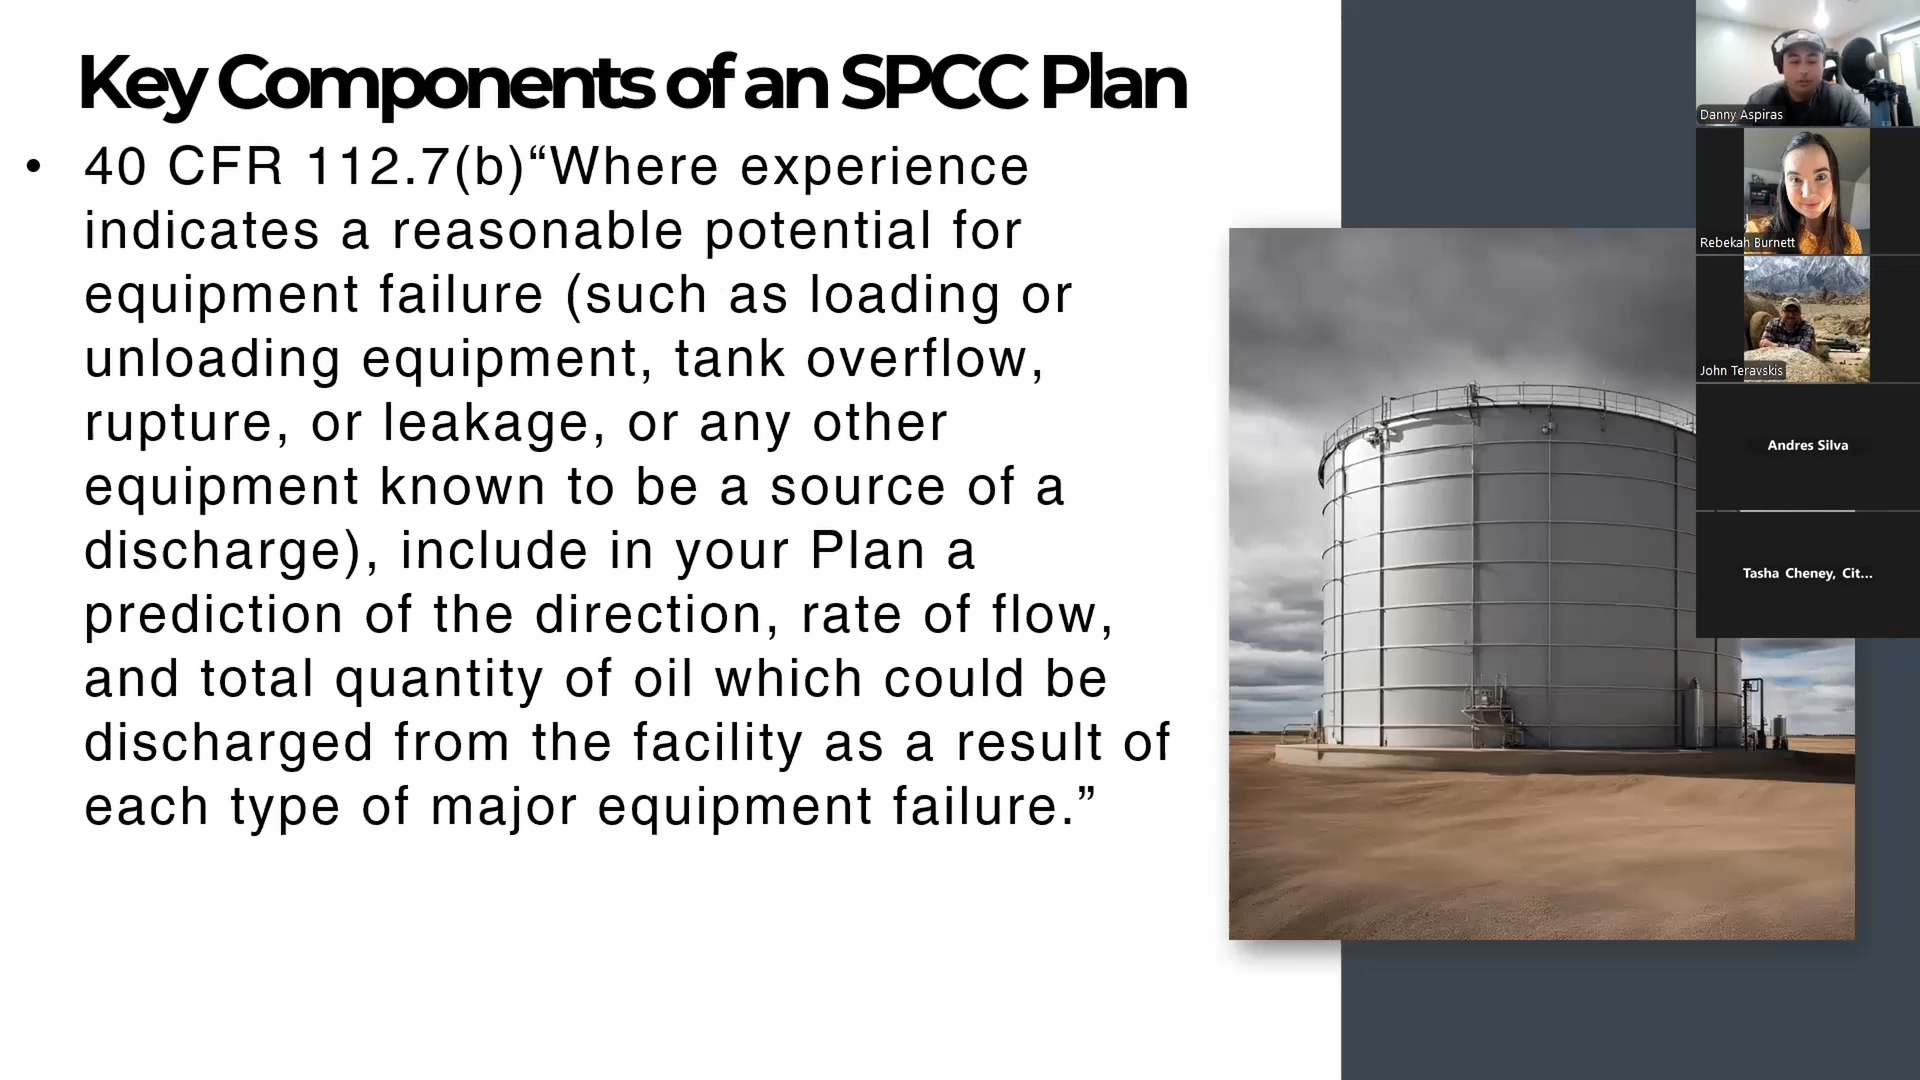 Key Components of an SPCC Plan
• 40 CFR 112.7(b)“Where experience
indicates a reasonable potential for
equipment failure (such as loading or
unloading equipment, tank overflow,
rupture, or leakage, or any other
equipment known to be a source of a
discharge), include in your Plan a
prediction of the direction, rate of flow,
and total quantity of oil which could be
discharged from the facility as a result of
each type of major equipment failure.”
Danny Aspiras
Rebekah Burnett
John Teravskis
Andres Silva
Tasha Cheney, Cit...